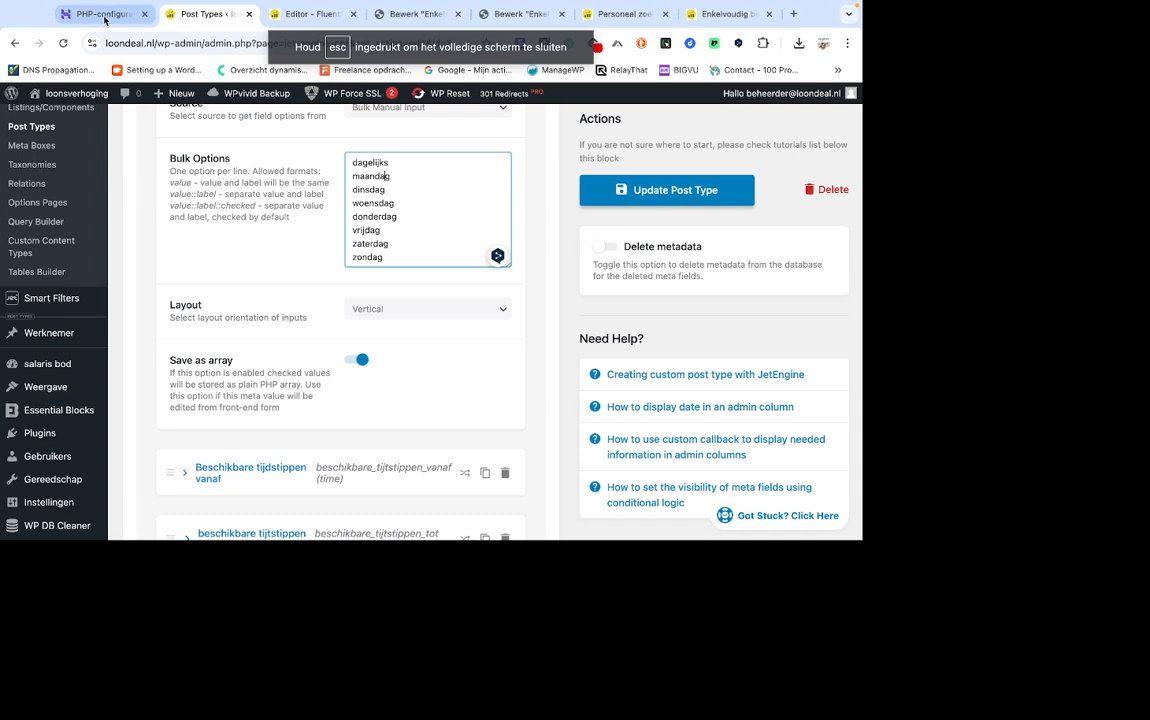 PHP-configura
Post Types ‹ lo
Editor - Fluent
Bewerk "Enkel
Bewerk "Enkel
Personeel zoe
Enkelvoudig b
loondeal.nl/wp-admin/admin.php?page=jet-
Houd esc ingedrukt om het volledige scherm te sluiten
DNS Propagation...
Setting up a Word...
Overzicht dynamis...
Freelance opdrach...
Google - Mijn acti...
ManageWP
RelayThat
BIGVU
Contact - 100 Pro...
loonsverhoging
0
Nieuw
WPvivid Backup
WP Force SSL 2
WP Reset
301 Redirects PRO
Hallo beheerder@loondeal.nl
Listings/Components
Post Types
Meta Boxes
Taxonomies
Relations
Options Pages
Query Builder
Custom Content
Types
Tables Builder
Smart Filters
Werknemer
salaris bod
Weergave
Essential Blocks
Plugins
Gebruikers
Gereedschap
Instellingen
WP DB Cleaner
Source
Select source to get field options from
Bulk Manual Input
Bulk Options
One option per line. Allowed formats:
value - value and label will be the same
value::label - separate value and label
value::label::checked - separate value
and label, checked by default
dagelijks
maandag
dinsdag
woensdag
donderdag
vrijdag
zaterdag
zondag
Layout
Select layout orientation of inputs
Vertical
Save as array
If this option is enabled checked values
will be stored as plain PHP array. Use
this option if this meta value will be
edited from front-end form
Beschikbare tijdstippen
vanaf
beschikbare_tijtstippen_vanaf
(time)
beschikbare tijtstippen
beschikbare_tijtstippen_tot
Actions
If you are not sure where to start, please check tutorials list below
this block
Update Post Type
Delete
Delete metadata
Toggle this option to delete metadata from the database
for the deleted meta fields.
Need Help?
Creating custom post type with JetEngine
How to display date in an admin column
How to use custom callback to display needed
information in admin columns
How to set the visibility of meta fields using
conditional logic
Got Stuck? Click Here